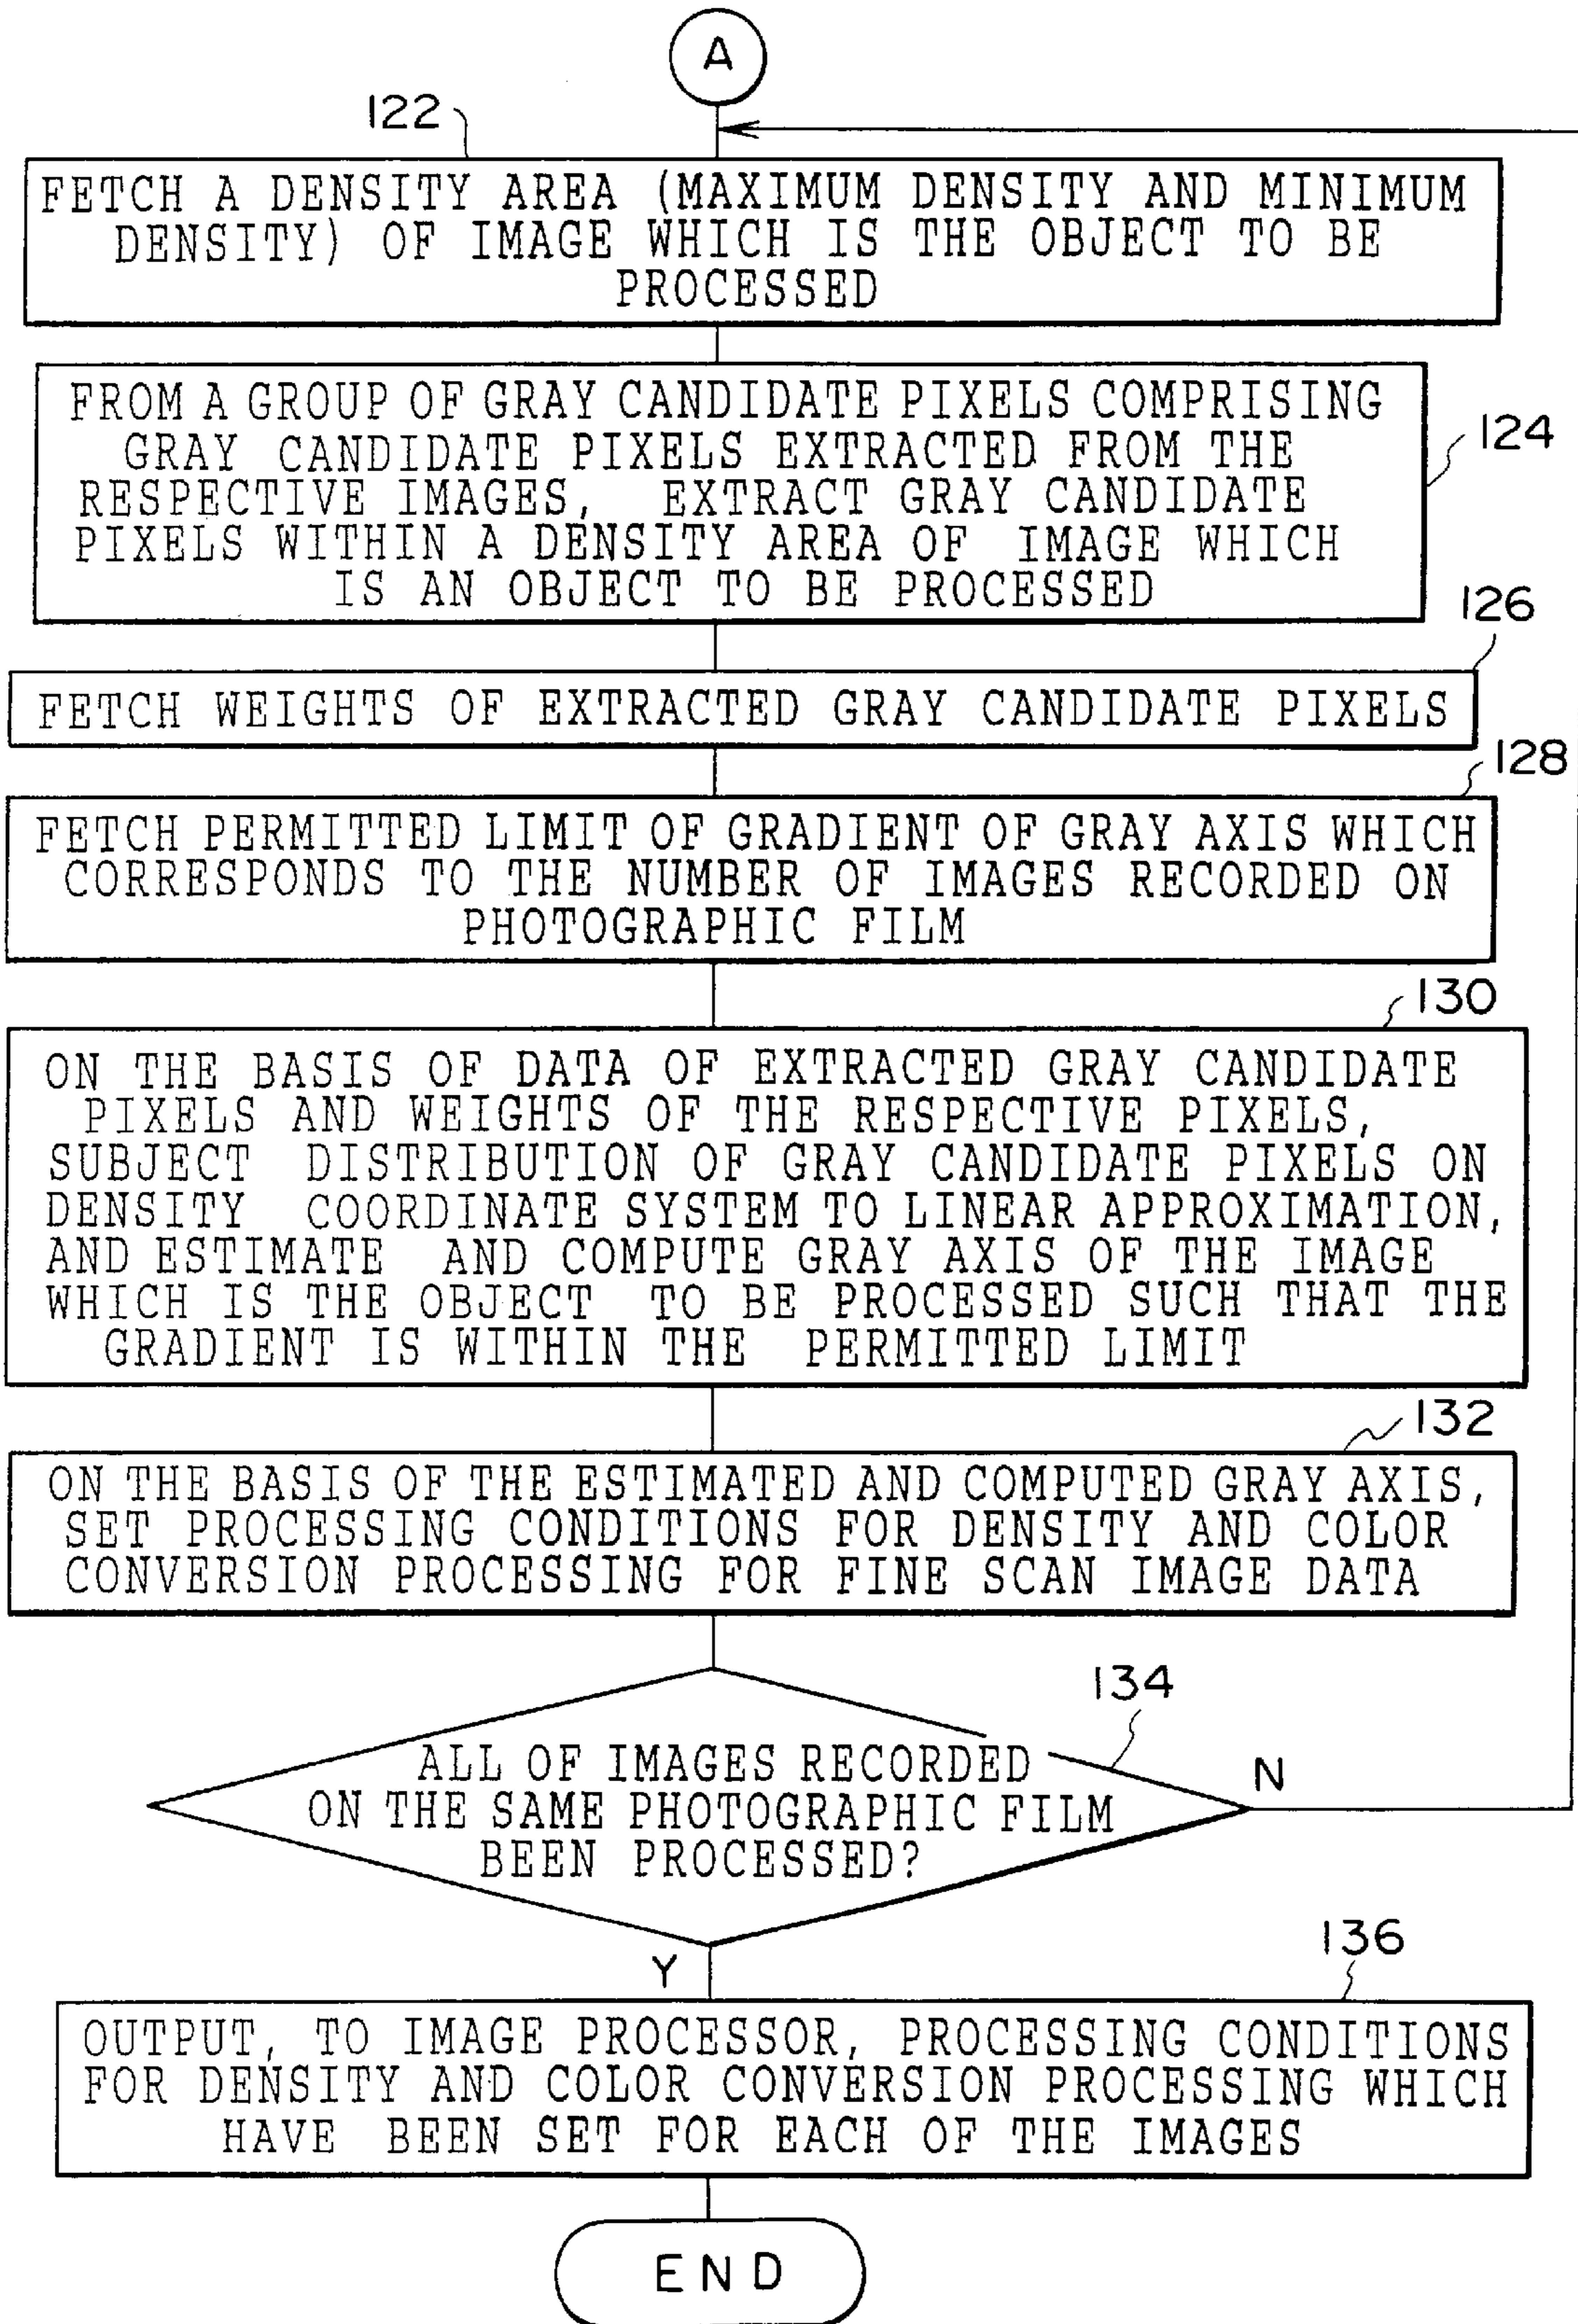 A
122
FETCH A DENSITY AREA (MAXIMUM DENSITY AND MINIMUM
DENSITY) OF IMAGE WHICH IS THE OBJECT TO BE
PROCESSED
FROM A GROUP OF GRAY CANDIDATE PIXELS COMPRISING
GRAY CANDIDATE PIXELS EXTRACTED FROM THE
RESPECTIVE IMAGES, EXTRACT GRAY CANDIDATE
PIXELS WITHIN A DENSITY AREA OF IMAGE WHICH
IS AN OBJECT TO BE PROCESSED
124
126
FETCH WEIGHTS OF EXTRACTED GRAY CANDIDATE PIXELS
128
FETCH PERMITTED LIMIT OF GRADIENT OF GRAY AXIS WHICH
CORRESPONDS TO THE NUMBER OF IMAGES RECORDED ON
PHOTOGRAPHIC FILM
130
ON THE BASIS OF DATA OF EXTRACTED GRAY CANDIDATE
PIXELS AND WEIGHTS OF THE RESPECTIVE PIXELS,
SUBJECT DISTRIBUTION OF GRAY CANDIDATE PIXELS ON
DENSITY COORDINATE SYSTEM TO LINEAR APPROXIMATION,
AND ESTIMATE AND COMPUTE GRAY AXIS OF THE IMAGE
WHICH IS THE OBJECT TO BE PROCESSED SUCH THAT THE
GRADIENT IS WITHIN THE PERMITTED LIMIT
132
ON THE BASIS OF THE ESTIMATED AND COMPUTED GRAY AXIS,
SET PROCESSING CONDITIONS FOR DENSITY AND COLOR
CONVERSION PROCESSING FOR FINE SCAN IMAGE DATA
134
ALL OF IMAGES RECORDED
ON THE SAME PHOTOGRAPHIC FILM
BEEN PROCESSED?
N
Y
136
OUTPUT, TO IMAGE PROCESSOR, PROCESSING CONDITIONS
FOR DENSITY AND COLOR CONVERSION PROCESSING WHICH
HAVE BEEN SET FOR EACH OF THE IMAGES
END